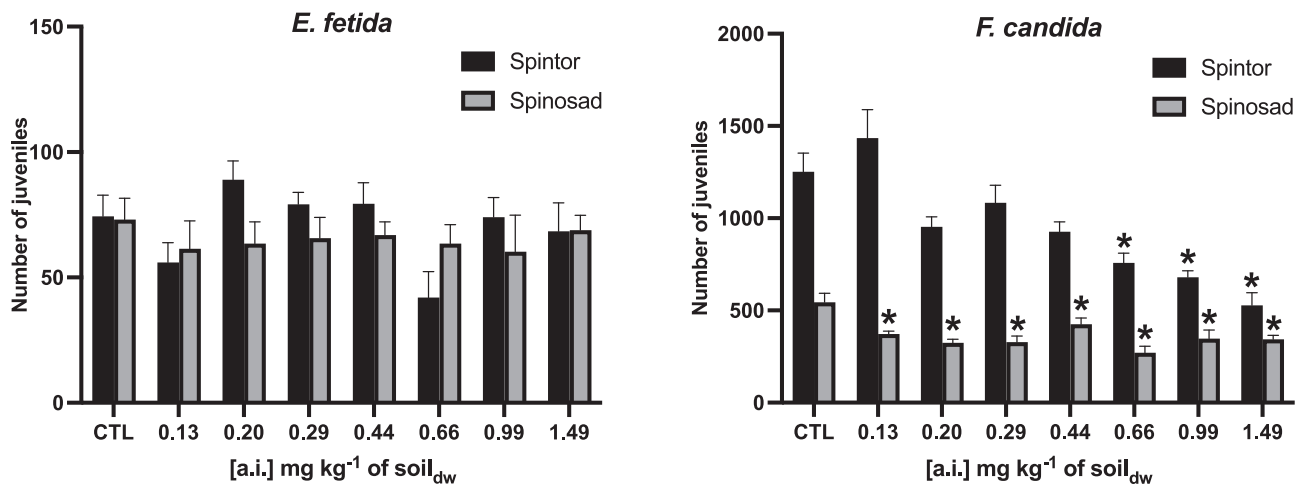 E. fetida
Number of juveniles
150
100
50
0
Spintor
Spinosad
CTL 0.13 0.20 0.29 0.44 0.66 0.99 1.49
[a.i.] mg kg⁻¹ of soil_dw
F. candida
Number of juveniles
2000
1500
1000
500
0
Spintor
Spinosad
* * * * * * * * * *
CTL 0.13 0.20 0.29 0.44 0.66 0.99 1.49
[a.i.] mg kg⁻¹ of soil_dw